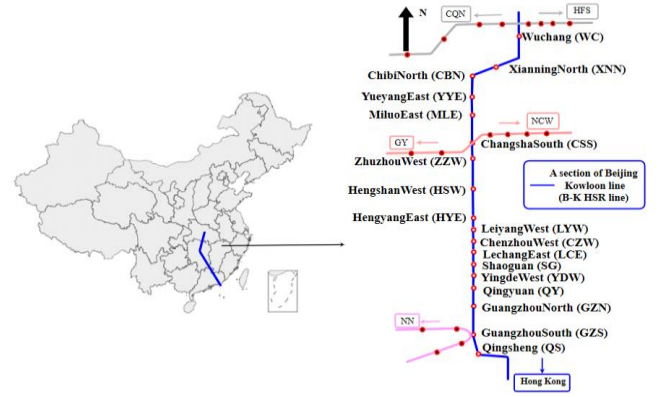 N
CQN
HFS
Wuchang (WC)
XianningNorth (XNN)
ChibiNorth (CBN)
YueyangEast (YYE)
MiluoEast (MLE)
NCW
GY
ChangshaSouth (CSS)
ZhuzhouWest (ZZW)
A section of Beijing
Kowloon line
(B-K HSR line)
HengshanWest (HSW)
HengyangEast (HYE)
LeiyangWest (LYW)
ChenzhouWest (CZW)
LechangEast (LCE)
Shaoguan (SG)
YingdeWest (YDW)
Qingyuan (QY)
GuangzhouNorth (GZN)
NN
GuangzhouSouth (GZS)
Qingsheng (QS)
Hong Kong